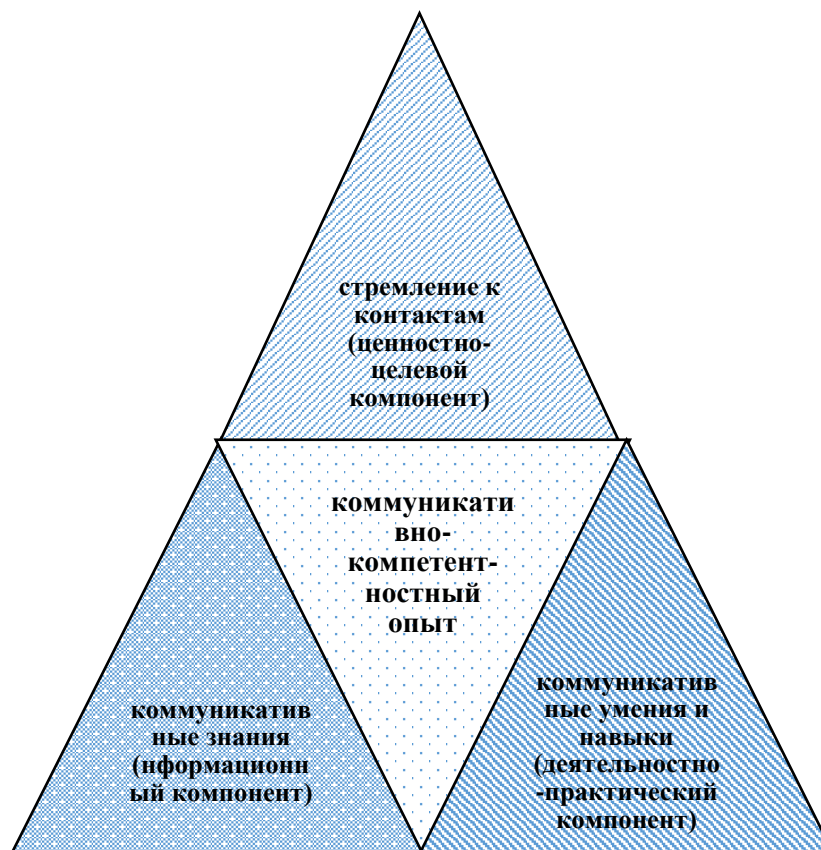 стремление к
контактам
(ценностно-
целевой
компонент)
коммуникати
вно-
компетент-
ностный
опыт
коммуникатив
ные знания
(нформационн
ый компонент)
коммуникатив
ные умения и
навыки
(деятельностно
-практический
компонент)